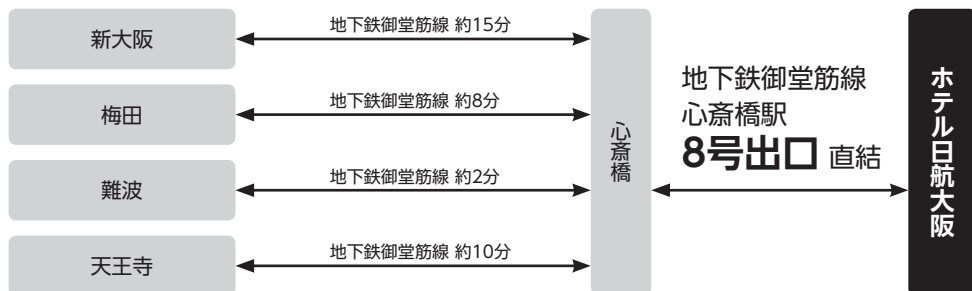 新大阪
地下鉄御堂筋線 約15分
梅田
地下鉄御堂筋線 約8分
難波
地下鉄御堂筋線 約2分
天王寺
地下鉄御堂筋線 約10分
心斎橋
地下鉄御堂筋線
心斎橋駅
8号出口 直結
ホテル日航大阪